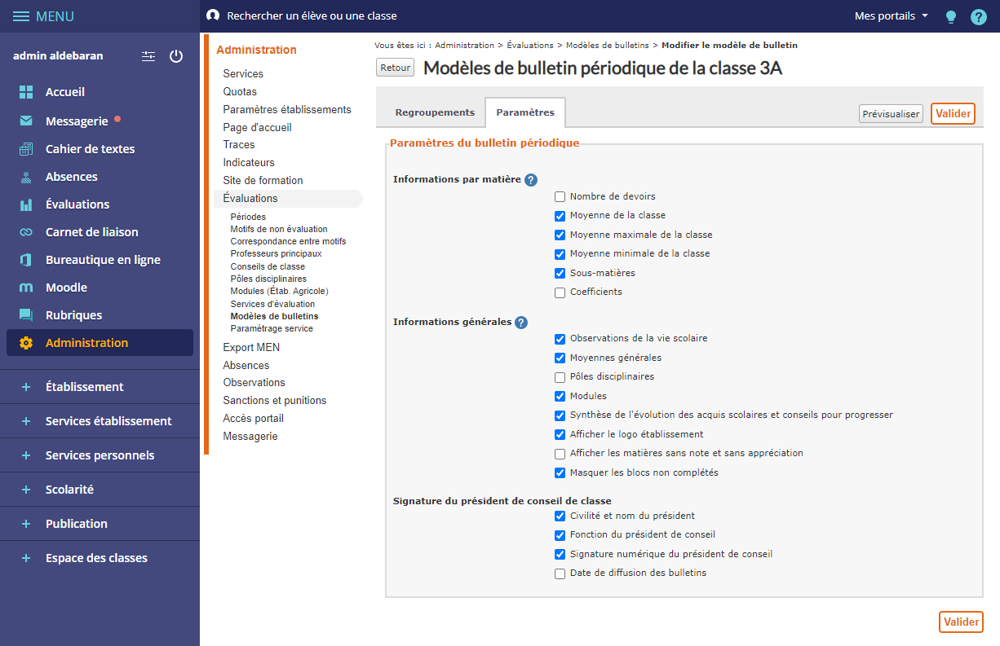 MENU
Rechercher un élève ou une classe
Mes portails
?
admin aldebaran
Accueil
Messagerie
Cahier de textes
Absences
Évaluations
Carnet de liaison
Bureautique en ligne
Moodle
Rubriques
Administration
+ Établissement
+ Services établissement
+ Services personnels
+ Scolarité
+ Publication
+ Espace des classes
Administration
Services
Quotas
Paramètres établissements
Page d'accueil
Traces
Indicateurs
Site de formation
Évaluations
Périodes
Motifs de non évaluation
Correspondance entre motifs
Professeurs principaux
Conseils de classe
Pôles disciplinaires
Modules (Étab. Agricole)
Services d'évaluation
Modèles de bulletins
Paramétrage service
Export MEN
Absences
Observations
Sanctions et punitions
Accès portail
Messagerie
Vous êtes ici : Administration > Évaluations > Modèles de bulletins > Modifier le modèle de bulletin
Retour Modèles de bulletin périodique de la classe 3A
Regroupements Paramètres Prévisualiser Valider
Paramètres du bulletin périodique
Informations par matière ?
Nombre de devoirs
Moyenne de la classe
Moyenne maximale de la classe
Moyenne minimale de la classe
Sous-matières
Coefficients
Informations générales ?
Observations de la vie scolaire
Moyennes générales
Pôles disciplinaires
Modules
Synthèse de l'évolution des acquis scolaires et conseils pour progresser
Afficher le logo établissement
Afficher les matières sans note et sans appréciation
Masquer les blocs non complétés
Signature du président de conseil de classe
Civilité et nom du président
Fonction du président de conseil
Signature numérique du président de conseil
Date de diffusion des bulletins
Valider